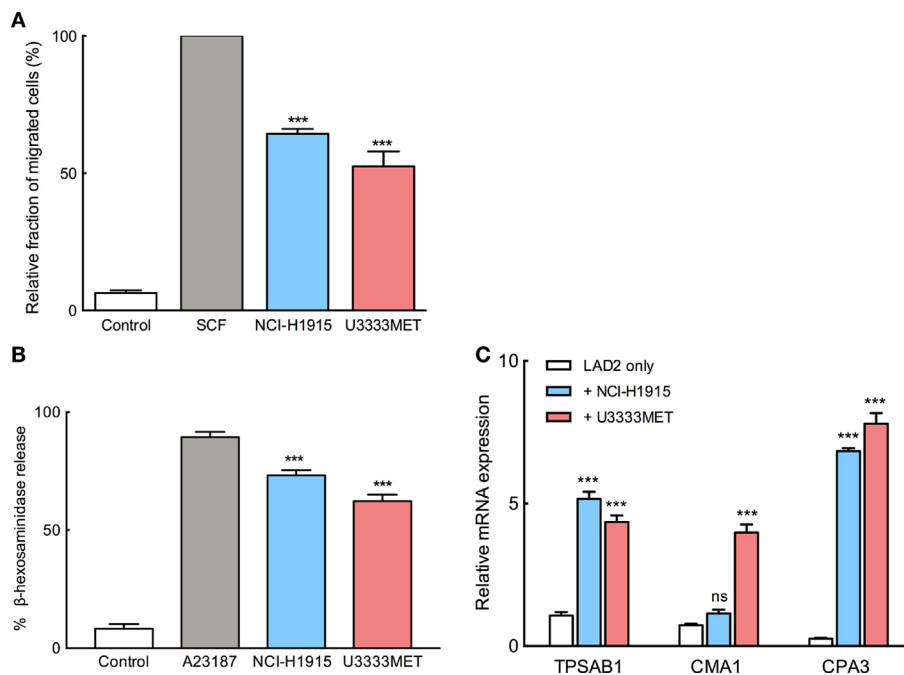 A
Relative fraction of migrated cells (%)
100
50
0
***
***
Control SCF NCI-H1915 U3333MET
B
% β-hexosaminidase release
100
50
0
***
***
Control A23187 NCI-H1915 U3333MET
C
Relative mRNA expression
10
5
0
LAD2 only
+ NCI-H1915
+ U3333MET
***
***
ns
***
***
***
TPSAB1 CMA1 CPA3